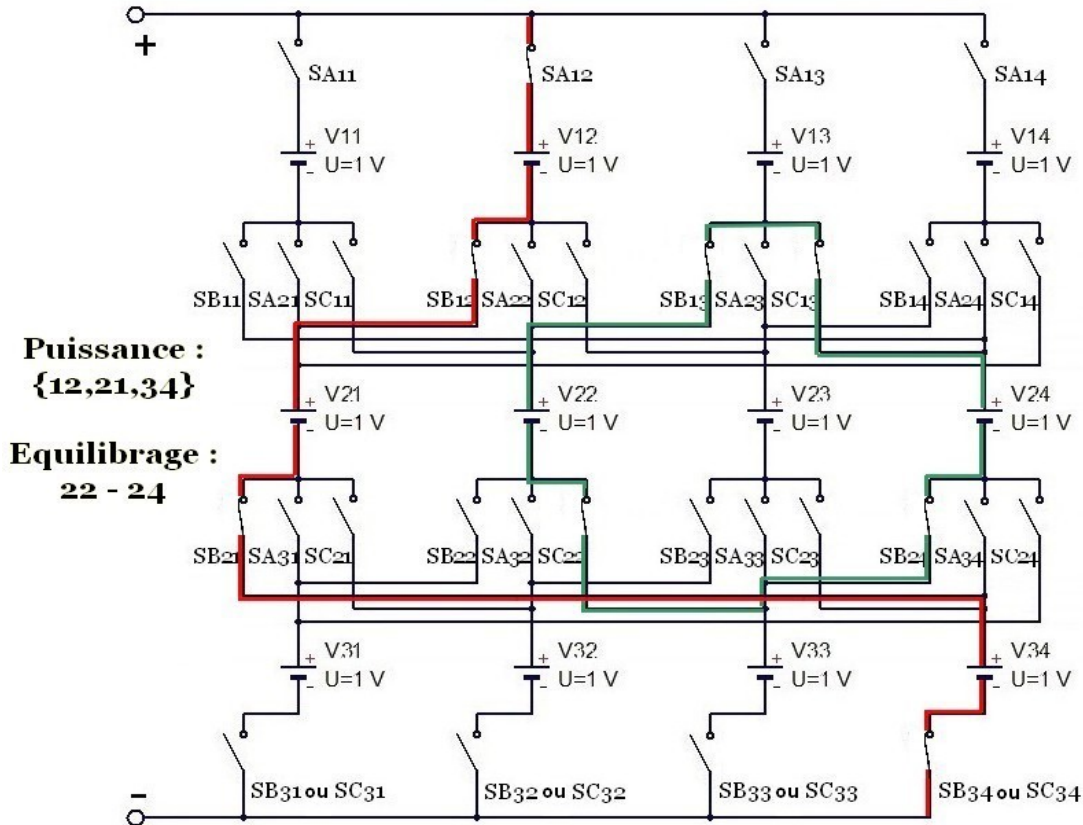 +
SA11 SA12 SA13 SA14
+ V11 + V12 + V13 + V14
- U=1 V - U=1 V - U=1 V - U=1 V
SB11 SA21 SC11 SB12 SA22 SC12 SB13 SA23 SC13 SB14 SA24 SC14
Puissance :
{12,21,34}
+ V21 + V22 + V23 + V24
- U=1 V - U=1 V - U=1 V - U=1 V
Equilibrage :
22 - 24
SB21 SA31 SC21 SB22 SA32 SC22 SB23 SA33 SC23 SB24 SA34 SC24
+ V31 + V32 + V33 + V34
- U=1 V - U=1 V - U=1 V - U=1 V
SB31 ou SC31 SB32 ou SC32 SB33 ou SC33 SB34 ou SC34
-